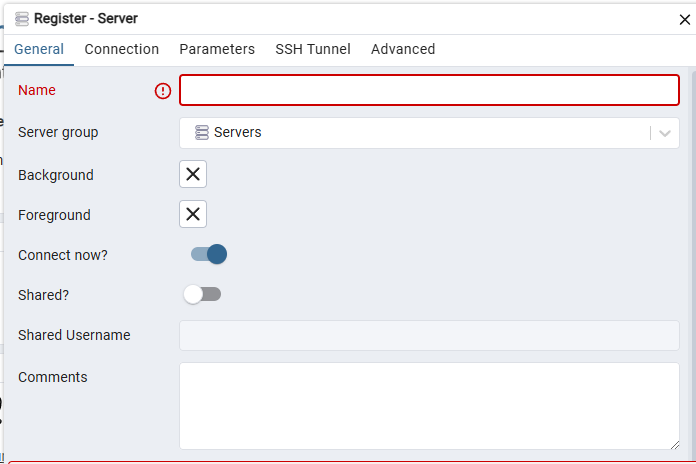 Register - Server
General Connection Parameters SSH Tunnel Advanced
Name
Server group Servers
Background
Foreground
Connect now?
Shared?
Shared Username
Comments